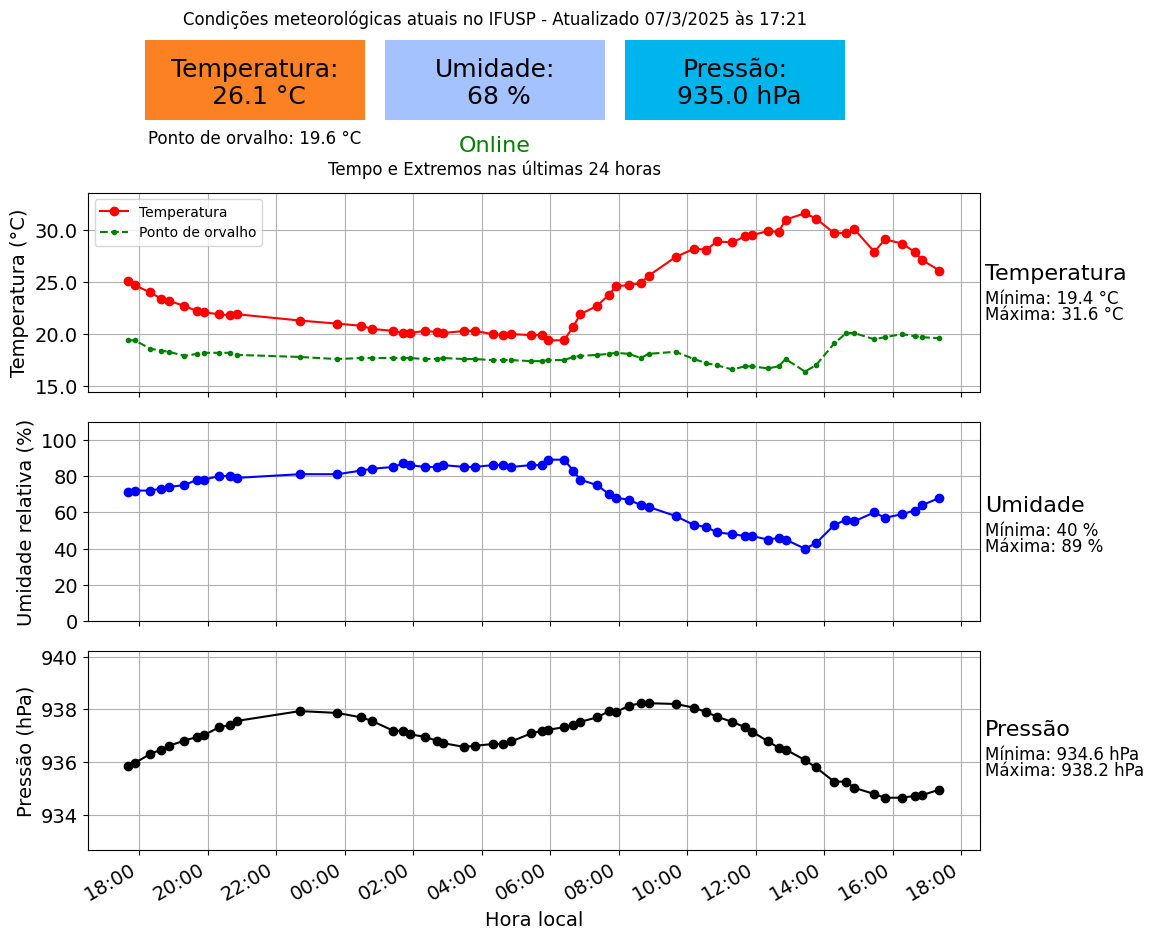 Condições meteorológicas atuais no IFUSP - Atualizado 07/3/2025 às 17:21
Temperatura:
26.1 °C
Umidade:
68 %
Pressão:
935.0 hPa
Ponto de orvalho: 19.6 °C
Online
Tempo e Extremos nas últimas 24 horas
Temperatura (°C)
30.0
25.0
20.0
15.0
Temperatura
Ponto de orvalho
Temperatura
Mínima: 19.4 °C
Máxima: 31.6 °C
Umidade relativa (%)
100
80
60
40
20
0
Umidade
Mínima: 40 %
Máxima: 89 %
Pressão (hPa)
940
938
936
934
Pressão
Mínima: 934.6 hPa
Máxima: 938.2 hPa
18:00 20:00 22:00 00:00 02:00 04:00 06:00 08:00 10:00 12:00 14:00 16:00 18:00
Hora local